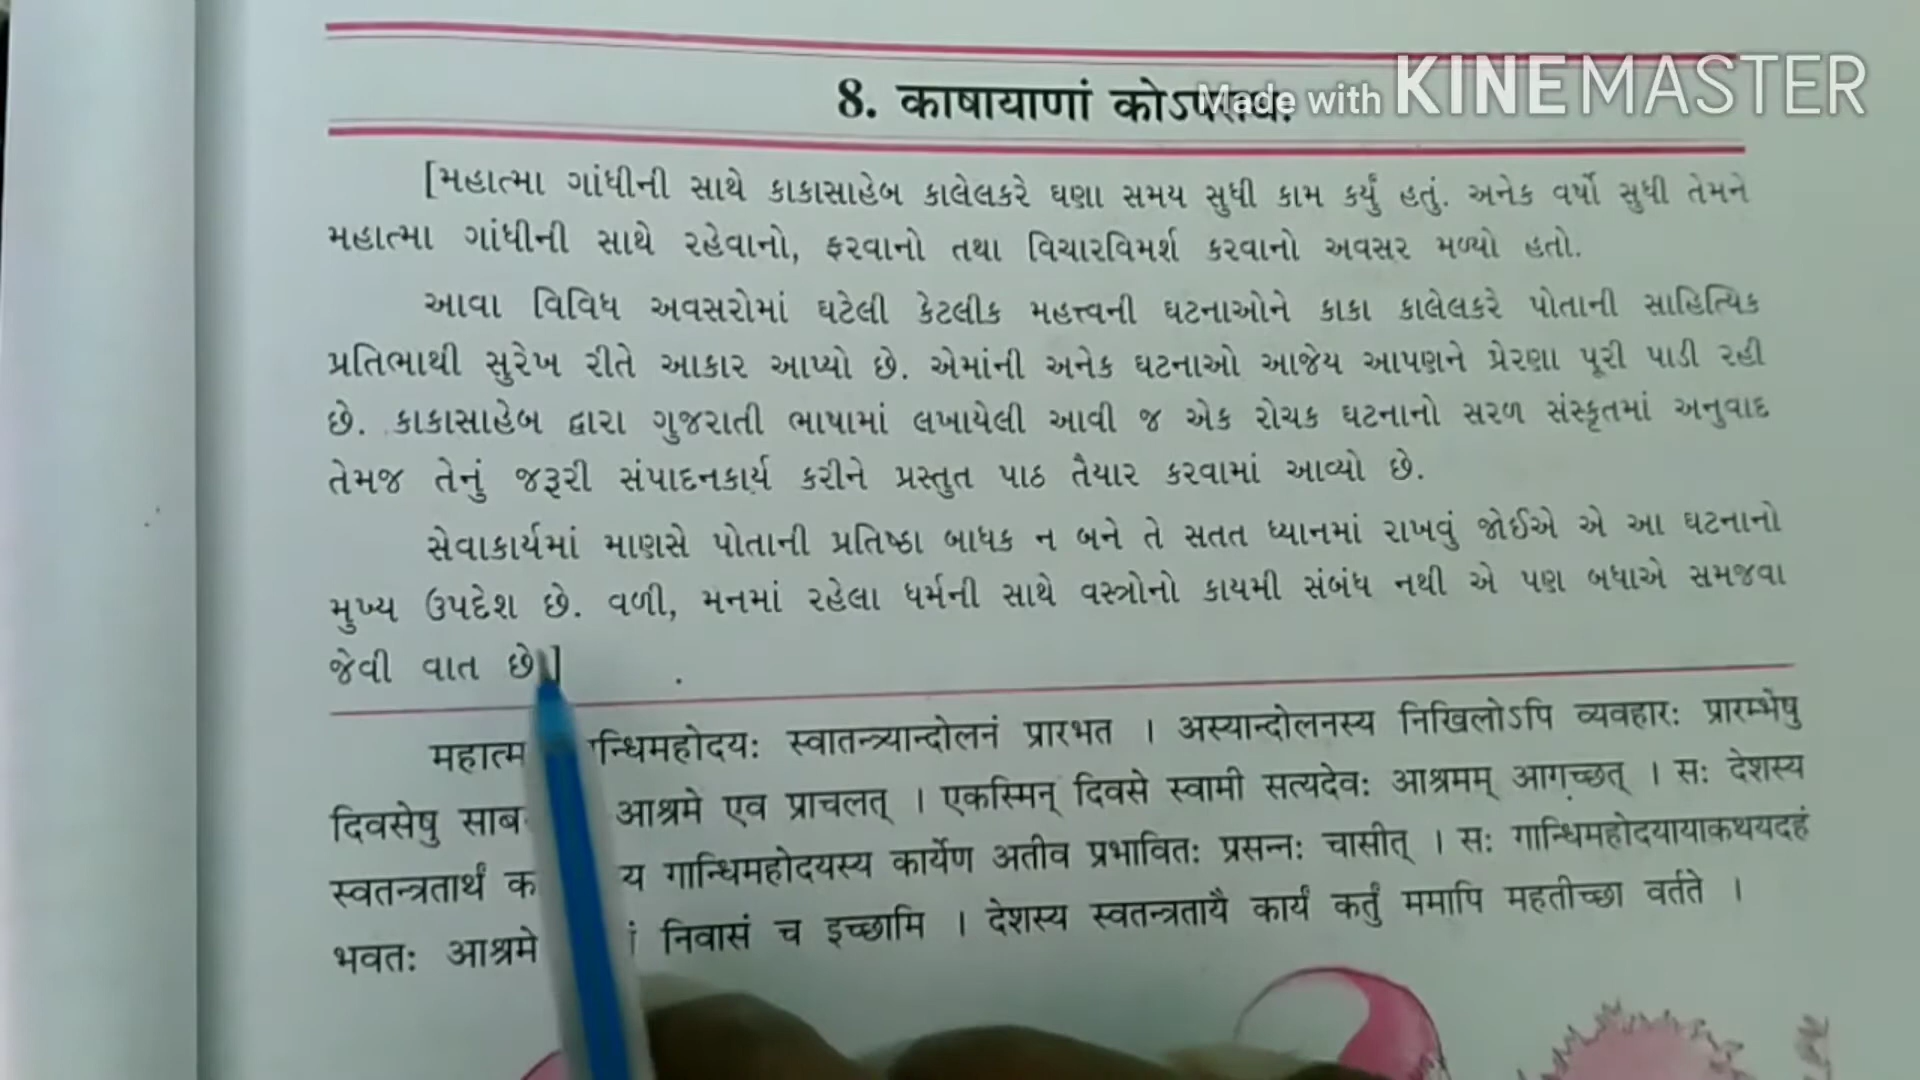 8. काषायाणां कोऽपराधः
Made with KINEMASTER
[મહાત્મા ગાંધીની સાથે કાકાસાહેબ કાલેલકરે ઘણા સમય સુધી કામ કર્યું હતું. અનેક વર્ષો સુધી તેમને
મહાત્મા ગાંધીની સાથે રહેવાનો, ફરવાનો તથા વિચારવિમર્શ કરવાનો અવસર મળ્યો હતો.
આવા વિવિધ અવસરોમાં ઘટેલી કેટલીક મહત્ત્વની ઘટનાઓને કાકા કાલેલકરે પોતાની સાહિત્યિક
પ્રતિભાથી સુરેખ રીતે આકાર આપ્યો છે. એમાંની અનેક ઘટનાઓ આજેય આપણને પ્રેરણા પૂરી પાડી રહી
છે. કાકાસાહેબ દ્વારા ગુજરાતી ભાષામાં લખાયેલી આવી જ એક રોચક ઘટનાનો સરળ સંસ્કૃતમાં અનુવાદ
તેમજ તેનું જરૂરી સંપાદનકાર્ય કરીને પ્રસ્તુત પાઠ તૈયાર કરવામાં આવ્યો છે.
સેવાકાર્યમાં માણસે પોતાની પ્રતિષ્ઠા બાધક ન બને તે સતત ધ્યાનમાં રાખવું જોઈએ એ આ ઘટનાનો
મુખ્ય ઉપદેશ છે. વળી, મનમાં રહેલા ધર્મની સાથે વસ્ત્રોનો કાયમી સંબંધ નથી એ પણ બધાએ સમજવા
જેવી વાત છે]
महात्म न्धिमहोदयः स्वातन्त्र्यान्दोलनं प्रारभत । अस्यान्दोलनस्य निखिलोऽपि व्यवहारः प्रारम्भेषु
दिवसेषु साब आश्रमे एव प्राचलत् । एकस्मिन् दिवसे स्वामी सत्यदेवः आश्रमम् आगच्छत् । सः देशस्य
स्वतन्त्रतार्थं क य गान्धिमहोदयस्य कार्येण अतीव प्रभावितः प्रसन्नः चासीत् । सः गान्धिमहोदयायाकथयदहं
भवतः आश्रमे निवासं च इच्छामि । देशस्य स्वतन्त्रतायै कार्यं कर्तुं ममापि महतीच्छा वर्तते ।